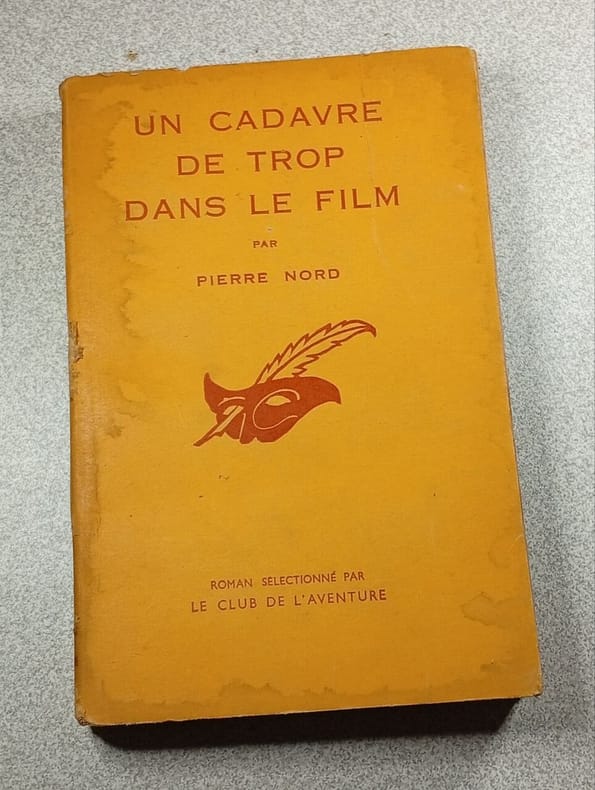 UN CADAVRE
DE TROP
DANS LE FILM
PAR
PIERRE NORD
ROMAN SÉLECTIONNÉ PAR
LE CLUB DE L'AVENTURE